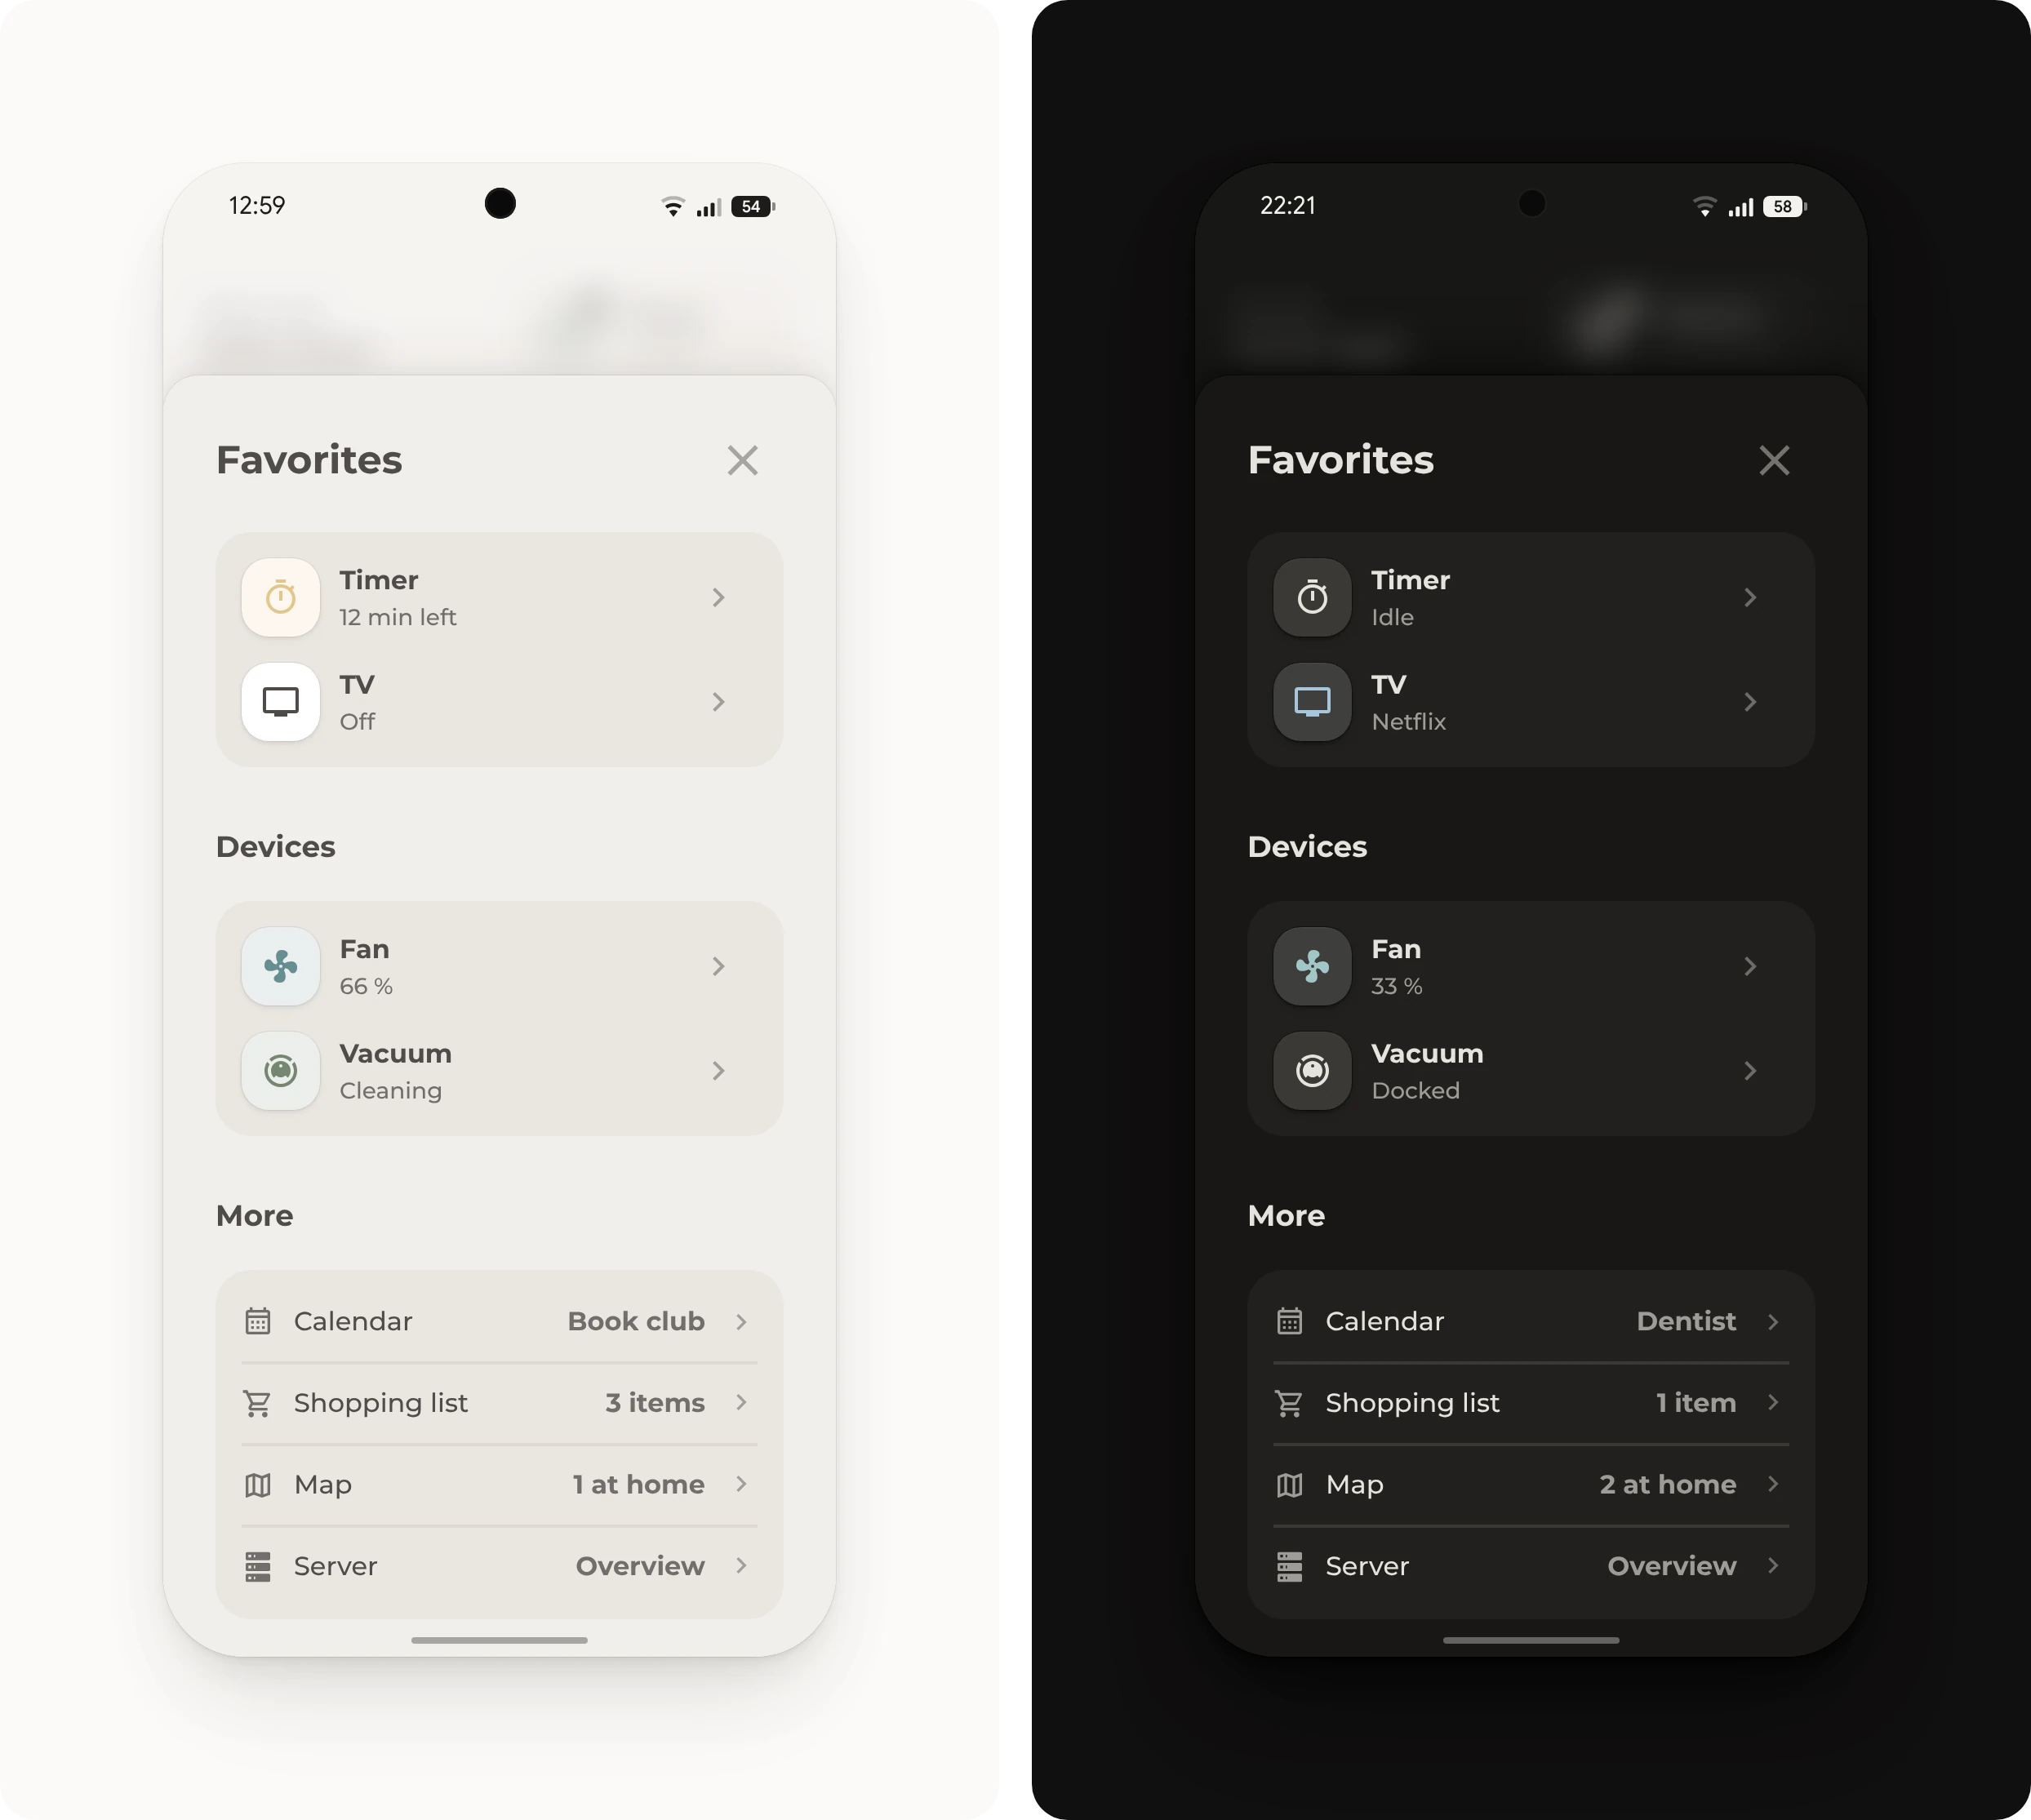 12:59
54
Favorites
Timer
12 min left
TV
Off
Devices
Fan
66 %
Vacuum
Cleaning
More
Calendar Book club
Shopping list 3 items
Map 1 at home
Server Overview
22:21
58
Favorites
Timer
Idle
TV
Netflix
Devices
Fan
33 %
Vacuum
Docked
More
Calendar Dentist
Shopping list 1 item
Map 2 at home
Server Overview